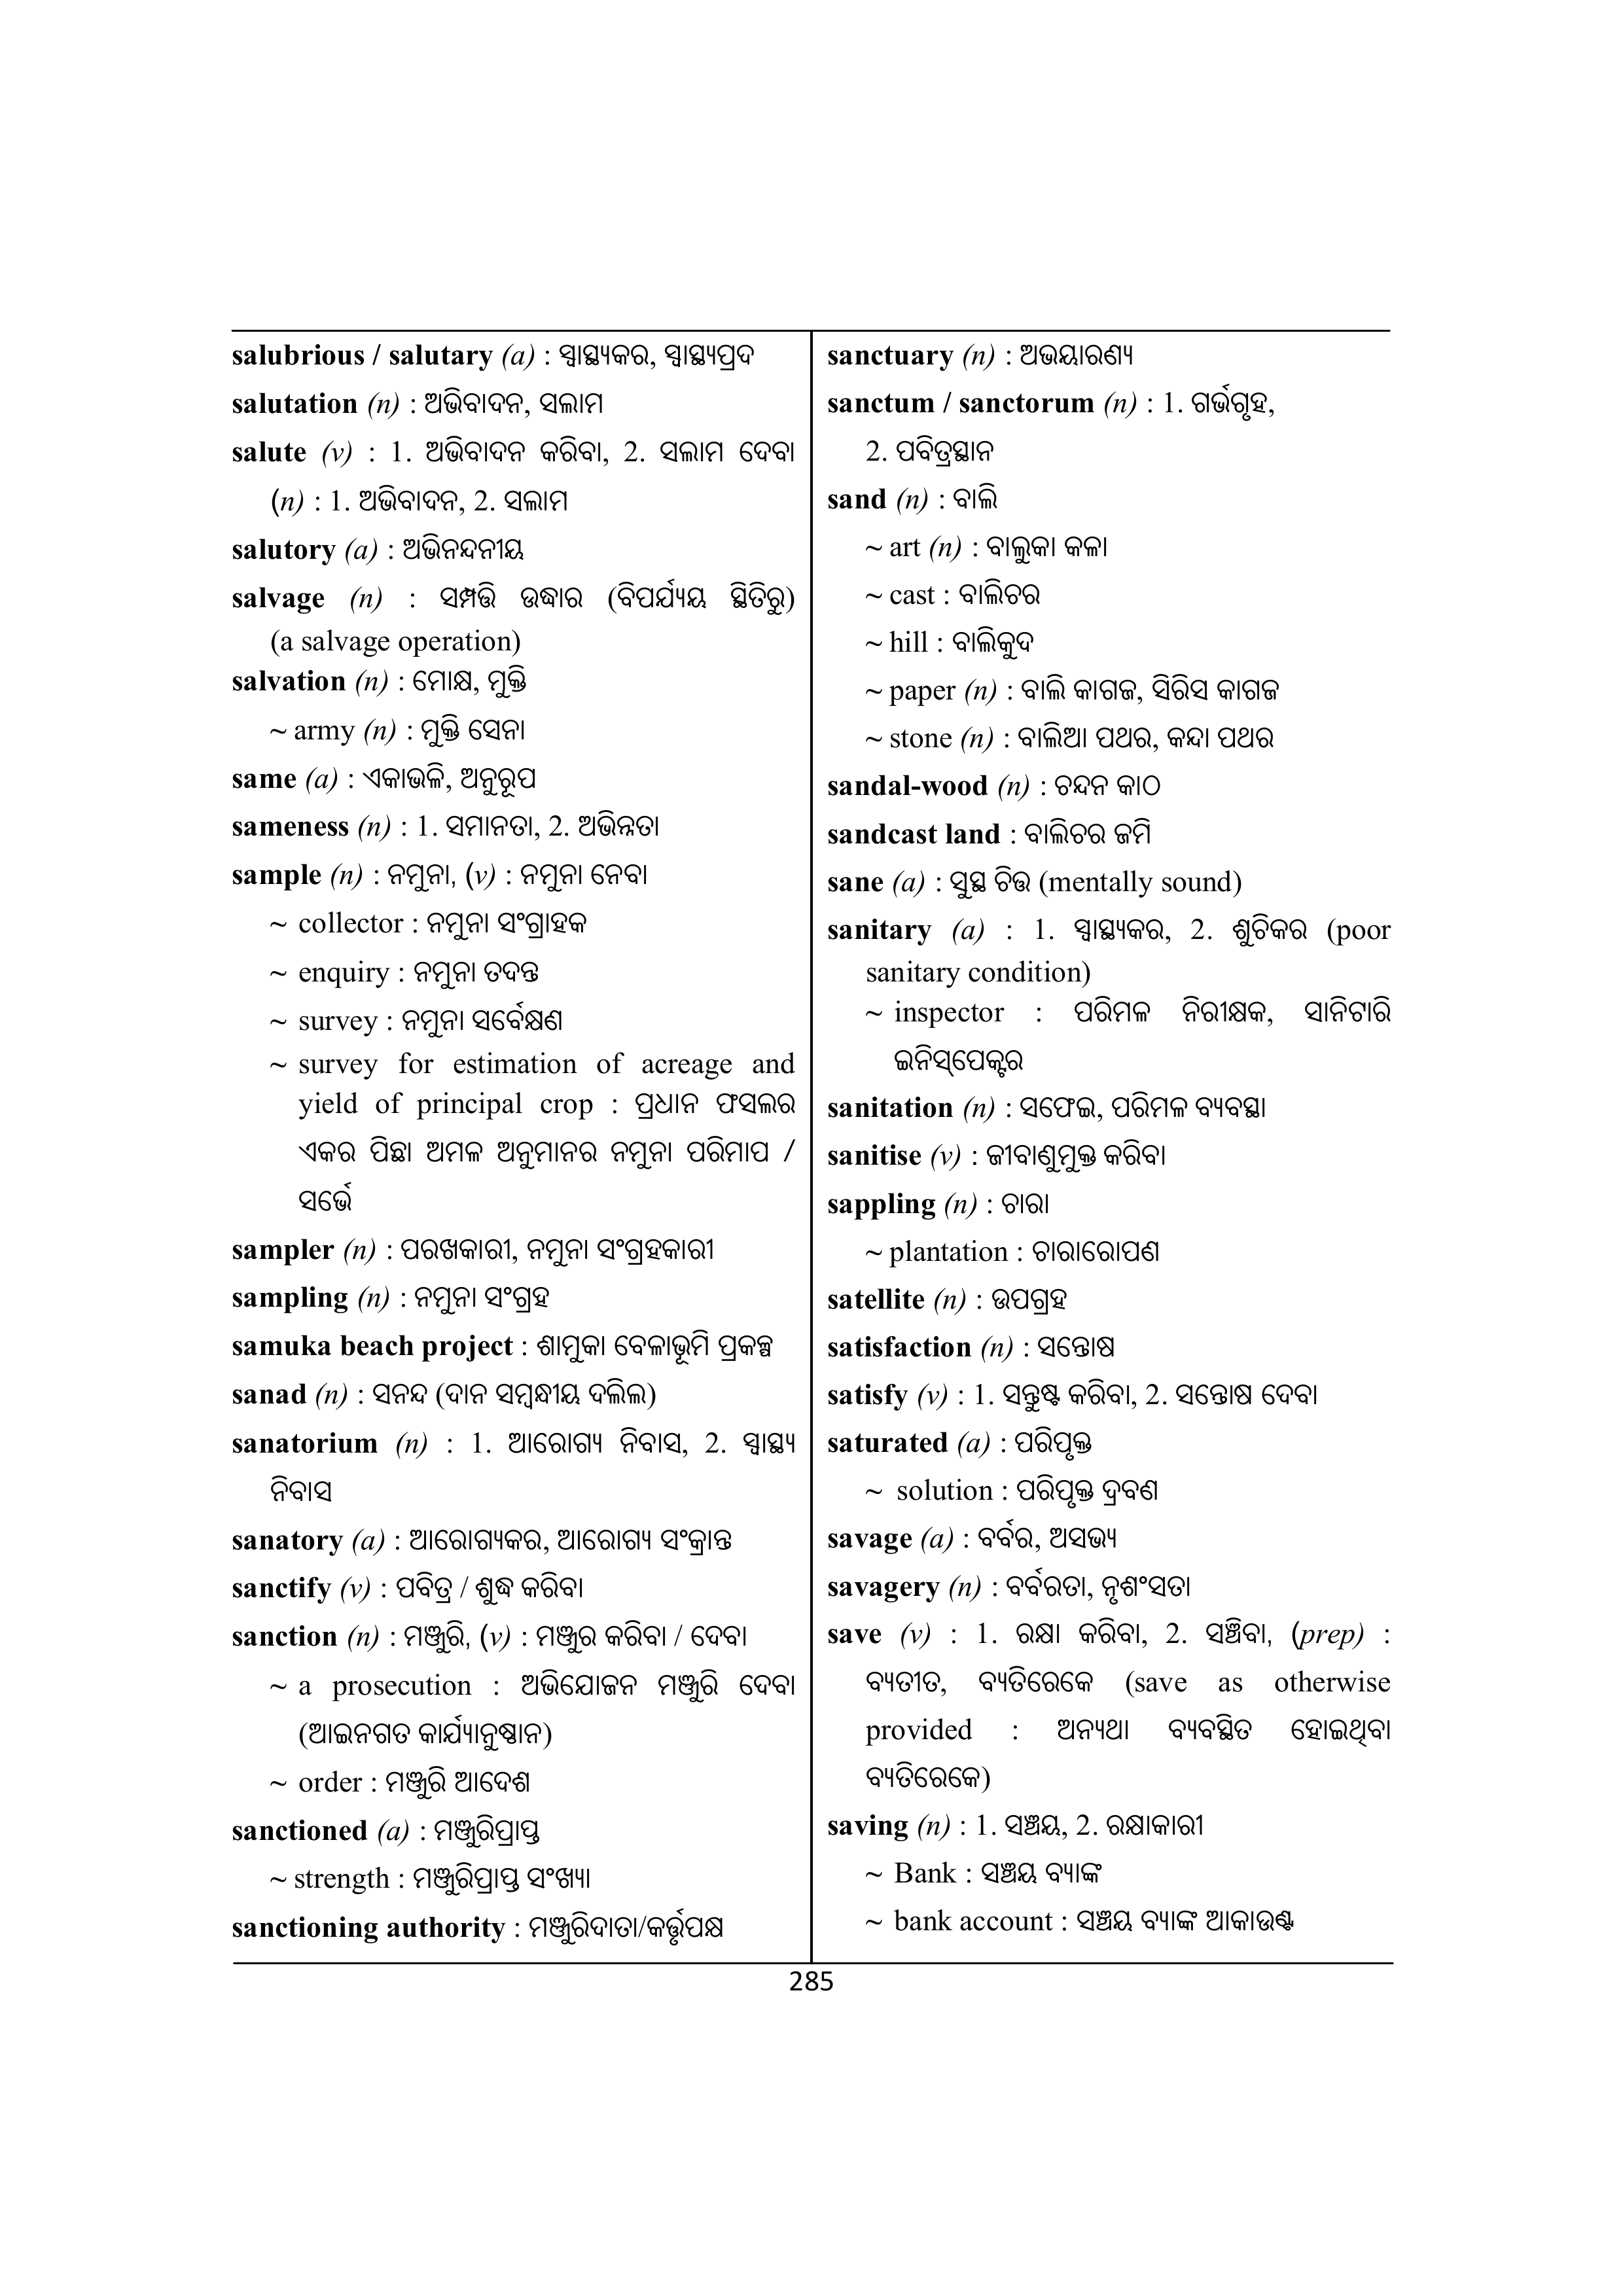 salubrious / salutary (a) : ସ୍ୱାସ୍ଥ୍ୟକର, ସ୍ୱାସ୍ଥ୍ୟପ୍ରଦ
salutation (n) : ଅଭିବାଦନ, ସଲାମ
salute (v) : 1. ଅଭିବାଦନ କରିବା, 2. ସଲାମ ଦେବା
(n) : 1. ଅଭିବାଦନ, 2. ସଲାମ
salutory (a) : ଅଭିନନ୍ଦନୀୟ
salvage (n) : ସମ୍ପତ୍ତି ଉଦ୍ଧାର (ବିପର୍ଯ୍ୟୟ ସ୍ଥିତିରୁ)
(a salvage operation)
salvation (n) : ମୋକ୍ଷ, ମୁକ୍ତି
~ army (n) : ମୁକ୍ତି ସେନା
same (a) : ଏକାଭଳି, ଅନୁରୂପ
sameness (n) : 1. ସମାନତା, 2. ଅଭିନ୍ନତା
sample (n) : ନମୁନା, (v) : ନମୁନା ନେବା
~ collector : ନମୁନା ସଂଗ୍ରାହକ
~ enquiry : ନମୁନା ତଦନ୍ତ
~ survey : ନମୁନା ସର୍ବେକ୍ଷଣ
~ survey for estimation of acreage and
yield of principal crop : ପ୍ରଧାନ ଫସଲର
ଏକର ପିଛା ଅମଳ ଅନୁମାନର ନମୁନା ପରିମାପ /
ସର୍ଭେ
sampler (n) : ପରଖକାରୀ, ନମୁନା ସଂଗ୍ରହକାରୀ
sampling (n) : ନମୁନା ସଂଗ୍ରହ
samuka beach project : ଶାମୁକା ବେଳାଭୂମି ପ୍ରକଳ୍ପ
sanad (n) : ସନନ୍ଦ (ଦାନ ସମ୍ବନ୍ଧୀୟ ଦଲିଲ)
sanatorium (n) : 1. ଆରୋଗ୍ୟ ନିବାସ, 2. ସ୍ୱାସ୍ଥ୍ୟ
ନିବାସ
sanatory (a) : ଆରୋଗ୍ୟକର, ଆରୋଗ୍ୟ ସଂକ୍ରାନ୍ତ
sanctify (v) : ପବିତ୍ର / ଶୁଦ୍ଧ କରିବା
sanction (n) : ମଞ୍ଜୁରି, (v) : ମଞ୍ଜୁର କରିବା / ଦେବା
~ a prosecution : ଅଭିଯୋଜନ ମଞ୍ଜୁରି ଦେବା
(ଆଇନଗତ କାର୍ଯ୍ୟାନୁଷ୍ଠାନ)
~ order : ମଞ୍ଜୁରି ଆଦେଶ
sanctioned (a) : ମଞ୍ଜୁରିପ୍ରାପ୍ତ
~ strength : ମଞ୍ଜୁରିପ୍ରାପ୍ତ ସଂଖ୍ୟା
sanctioning authority : ମଞ୍ଜୁରିଦାତା/କର୍ତ୍ତୃପକ୍ଷ
sanctuary (n) : ଅଭୟାରଣ୍ୟ
sanctum / sanctorum (n) : 1. ଗର୍ଭଗୃହ,
2. ପବିତ୍ରସ୍ଥାନ
sand (n) : ବାଲି
~ art (n) : ବାଲୁକା କଳା
~ cast : ବାଲିଚର
~ hill : ବାଲିକୁଦ
~ paper (n) : ବାଲି କାଗଜ, ସିରିସ କାଗଜ
~ stone (n) : ବାଲିଆ ପଥର, କନ୍ଦା ପଥର
sandal-wood (n) : ଚନ୍ଦନ କାଠ
sandcast land : ବାଲିଚର ଜମି
sane (a) : ସୁସ୍ଥ ଚିତ୍ତ (mentally sound)
sanitary (a) : 1. ସ୍ୱାସ୍ଥ୍ୟକର, 2. ଶୁଚିକର (poor
sanitary condition)
~ inspector : ପରିମଳ ନିରୀକ୍ଷକ, ସାନିଟାରି
ଇନିସ୍ପେକ୍ଟର
sanitation (n) : ସଫେଇ, ପରିମଳ ବ୍ୟବସ୍ଥା
sanitise (v) : ଜୀବାଣୁମୁକ୍ତ କରିବା
sappling (n) : ଚାରା
~ plantation : ଚାରାରୋପଣ
satellite (n) : ଉପଗ୍ରହ
satisfaction (n) : ସନ୍ତୋଷ
satisfy (v) : 1. ସନ୍ତୁଷ୍ଟ କରିବା, 2. ସନ୍ତୋଷ ଦେବା
saturated (a) : ପରିପୃକ୍ତ
~ solution : ପରିପୃକ୍ତ ଦ୍ରବଣ
savage (a) : ବର୍ବର, ଅସଭ୍ୟ
savagery (n) : ବର୍ବରତା, ନୃଶଂସତା
save (v) : 1. ରକ୍ଷା କରିବା, 2. ସଞ୍ଚିବା, (prep) :
ବ୍ୟତୀତ, ବ୍ୟତିରେକେ (save as otherwise
provided : ଅନ୍ୟଥା ବ୍ୟବସ୍ଥିତ ହୋଇଥିବା
ବ୍ୟତିରେକେ)
saving (n) : 1. ସଞ୍ଚୟ, 2. ରକ୍ଷାକାରୀ
~ Bank : ସଞ୍ଚୟ ବ୍ୟାଙ୍କ
~ bank account : ସଞ୍ଚୟ ବ୍ୟାଙ୍କ ଆକାଉଣ୍ଟ
285